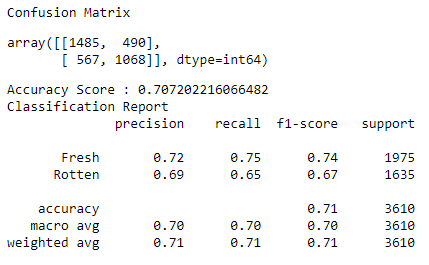 Confusion Matrix
array([[1485,  490],
       [ 567, 1068]], dtype=int64)
Accuracy Score : 0.707202216066482
Classification Report
              precision    recall  f1-score   support

       Fresh       0.72      0.75      0.74      1975
      Rotten       0.69      0.65      0.67      1635

    accuracy                           0.71      3610
   macro avg       0.70      0.70      0.70      3610
weighted avg       0.71      0.71      0.71      3610